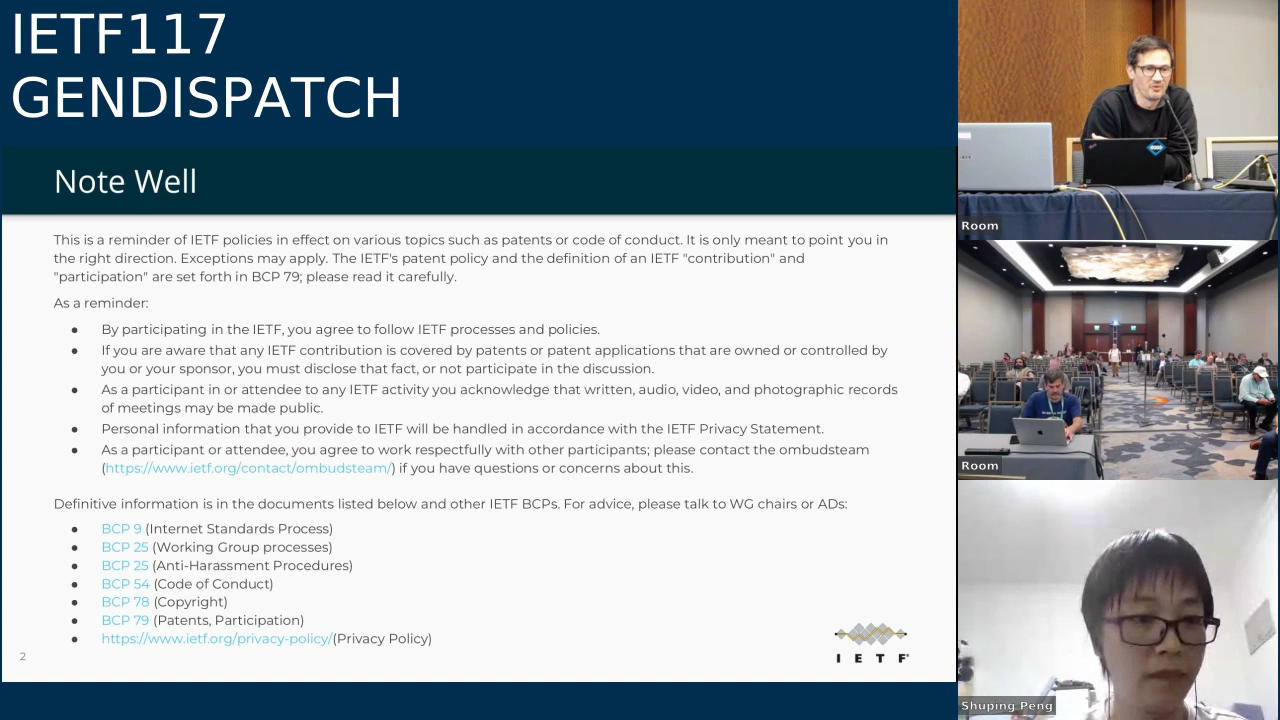 IETF117
GENDISPATCH
Note Well
This is a reminder of IETF policies in effect on various topics such as patents or code of conduct. It is only meant to point you in
the right direction. Exceptions may apply. The IETF's patent policy and the definition of an IETF "contribution" and
"participation" are set forth in BCP 79; please read it carefully.
As a reminder:
● By participating in the IETF, you agree to follow IETF processes and policies.
● If you are aware that any IETF contribution is covered by patents or patent applications that are owned or controlled by
you or your sponsor, you must disclose that fact, or not participate in the discussion.
● As a participant in or attendee to any IETF activity you acknowledge that written, audio, video, and photographic records
of meetings may be made public.
● Personal information that you provide to IETF will be handled in accordance with the IETF Privacy Statement.
● As a participant or attendee, you agree to work respectfully with other participants; please contact the ombudsteam
(https://www.ietf.org/contact/ombudsteam/) if you have questions or concerns about this.
Definitive information is in the documents listed below and other IETF BCPs. For advice, please talk to WG chairs or ADs:
● BCP 9 (Internet Standards Process)
● BCP 25 (Working Group processes)
● BCP 25 (Anti-Harassment Procedures)
● BCP 54 (Code of Conduct)
● BCP 78 (Copyright)
● BCP 79 (Patents, Participation)
● https://www.ietf.org/privacy-policy/(Privacy Policy)
2
I E T F
Room
Room
Shuping Peng